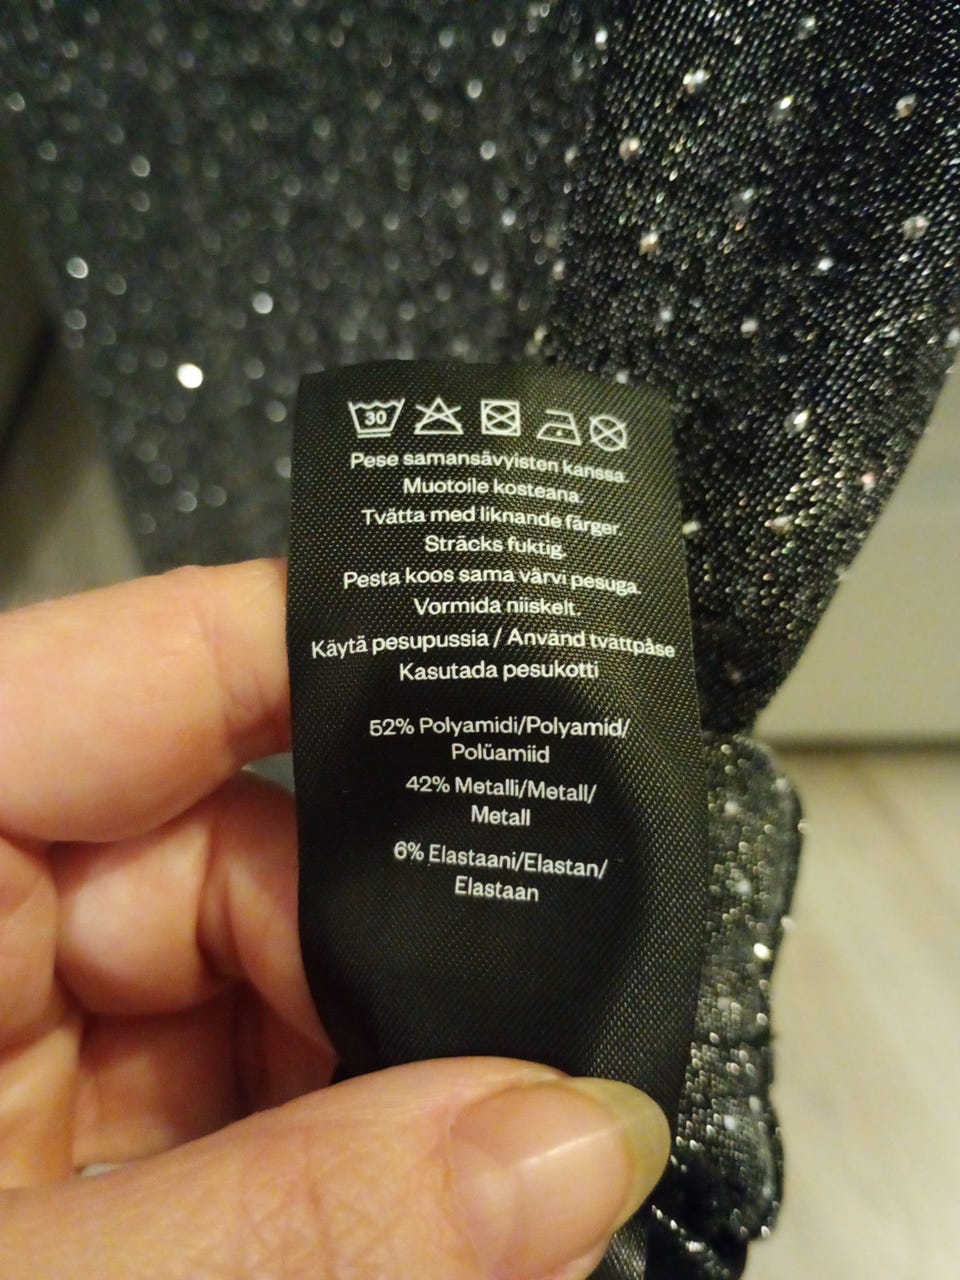 30
Pese samansävyisten kanssa.
Muotoile kosteana.
Tvätta med liknande färger.
Sträcks fuktig.
Pesta koos sama värvi pesuga.
Vormida niiskelt.
Käytä pesupussia / Använd tvättpåse
Kasutada pesukotti
52% Polyamidi/Polyamid/
Polüamiid
42% Metalli/Metall/
Metall
6% Elastaani/Elastan/
Elastaan